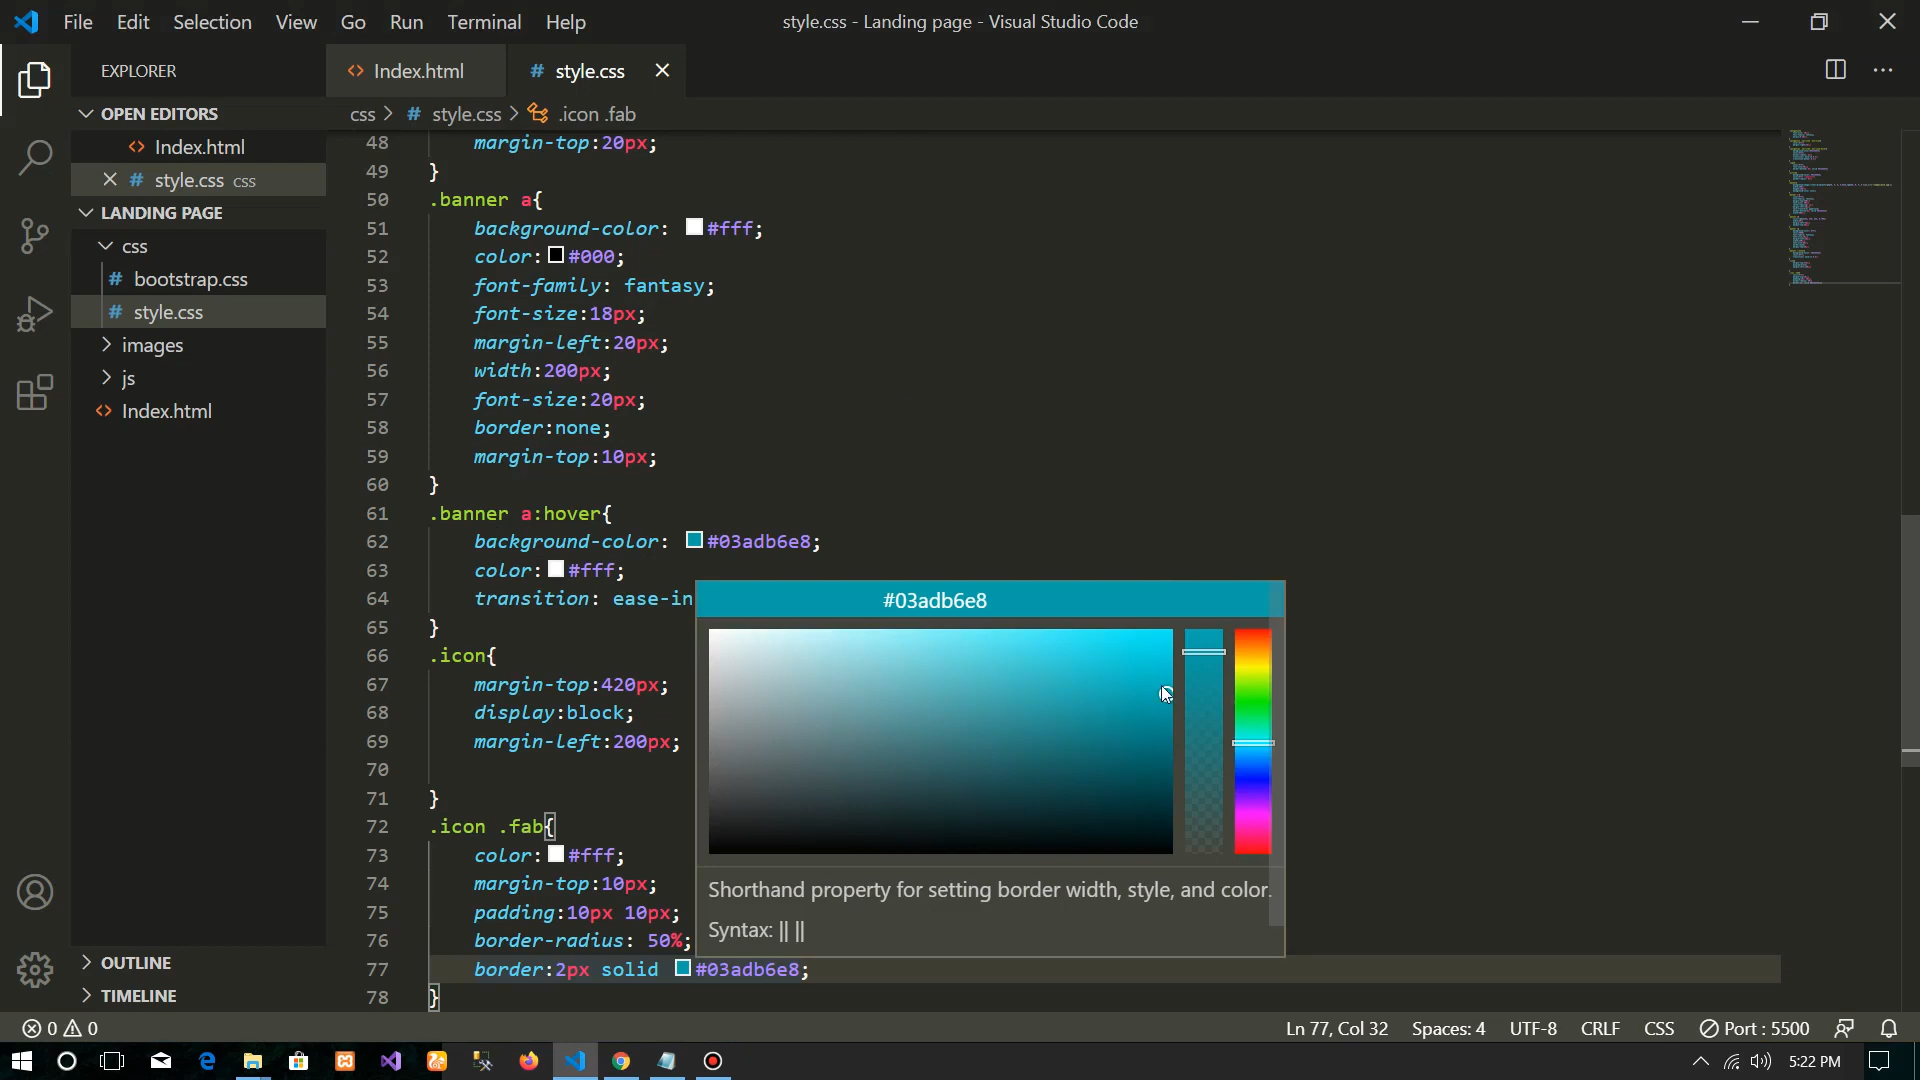 File Edit Selection View Go Run Terminal Help
style.css - Landing page - Visual Studio Code
EXPLORER
Index.html
# style.css
OPEN EDITORS
Index.html
# style.css css
LANDING PAGE
css
# bootstrap.css
# style.css
images
js
Index.html
OUTLINE
TIMELINE
css > # style.css > .icon .fab
48 margin-top:20px;
49 }
50 .banner a{
51 background-color: #fff;
52 color:#000;
53 font-family: fantasy;
54 font-size:18px;
55 margin-left:20px;
56 width:200px;
57 font-size:20px;
58 border:none;
59 margin-top:10px;
60 }
61 .banner a:hover{
62 background-color: #03adb6e8;
63 color:#fff;
64 transition: ease-in
65 }
66 .icon{
67 margin-top:420px;
68 display:block;
69 margin-left:200px;
70
71 }
72 .icon .fab{
73 color:#fff;
74 margin-top:10px;
75 padding:10px 10px;
76 border-radius: 50%;
77 border:2px solid #03adb6e8;
78 }
#03adb6e8
Shorthand property for setting border width, style, and color.
Syntax: || ||
0 0
Ln 77, Col 32 Spaces: 4 UTF-8 CRLF CSS Port : 5500
5:22 PM